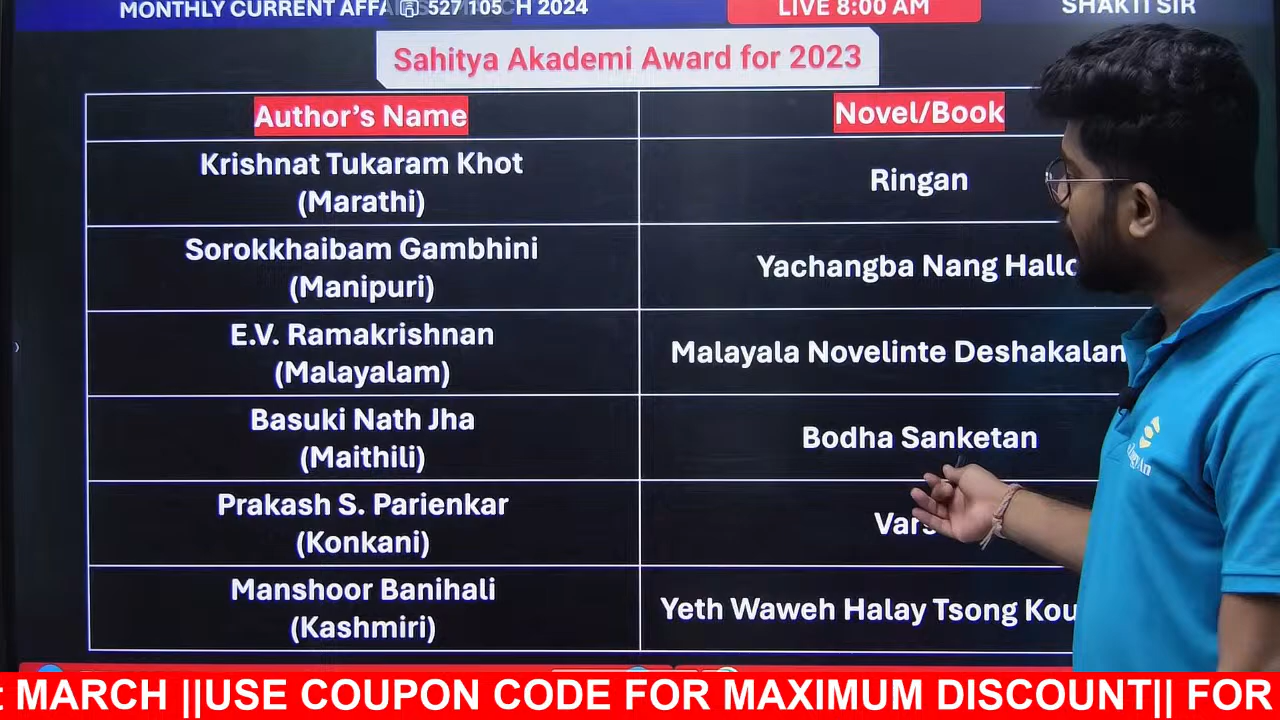 MONTHLY CURRENT AFFA 527 105 CH 2024
LIVE 8:00 AM
SHAKTI SIR
Sahitya Akademi Award for 2023
Author's Name
Novel/Book
Krishnat Tukaram Khot
(Marathi)
Ringan
Sorokkhaibam Gambhini
(Manipuri)
Yachangba Nang Hallo
E.V. Ramakrishnan
(Malayalam)
Malayala Novelinte Deshakalan
Basuki Nath Jha
(Maithili)
Bodha Sanketan
Prakash S. Parienkar
(Konkani)
Vars
Manshoor Banihali
(Kashmiri)
Yeth Waweh Halay Tsong Kou
MARCH ||USE COUPON CODE FOR MAXIMUM DISCOUNT|| FOR